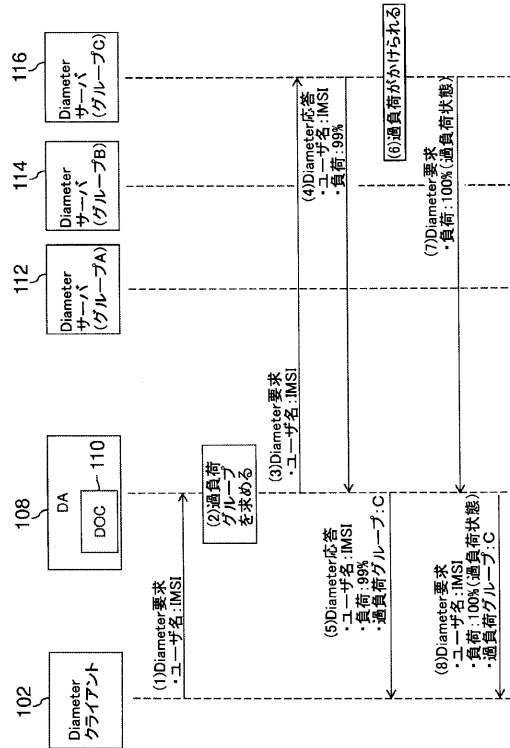 102
Diameter
クライアント
108
DA
DOC
110
112
Diameter
サーバ
(グループA)
114
Diameter
サーバ
(グループB)
116
Diameter
サーバ
(グループC)
(1)Diameter要求
・ユーザ名:IMSI
(2)過負荷
グループ
を求める
(3)Diameter要求
・ユーザ名:IMSI
(4)Diameter応答
・ユーザ名:IMSI
・負荷:99%
(5)Diameter応答
・ユーザ名:IMSI
・負荷:99%
・過負荷グループ:C
(6)過負荷がかけられる
(7)Diameter要求
・負荷:100%(過負荷状態)
(8)Diameter要求
・ユーザ名:IMSI
・負荷:100%(過負荷状態)
・過負荷グループ:C